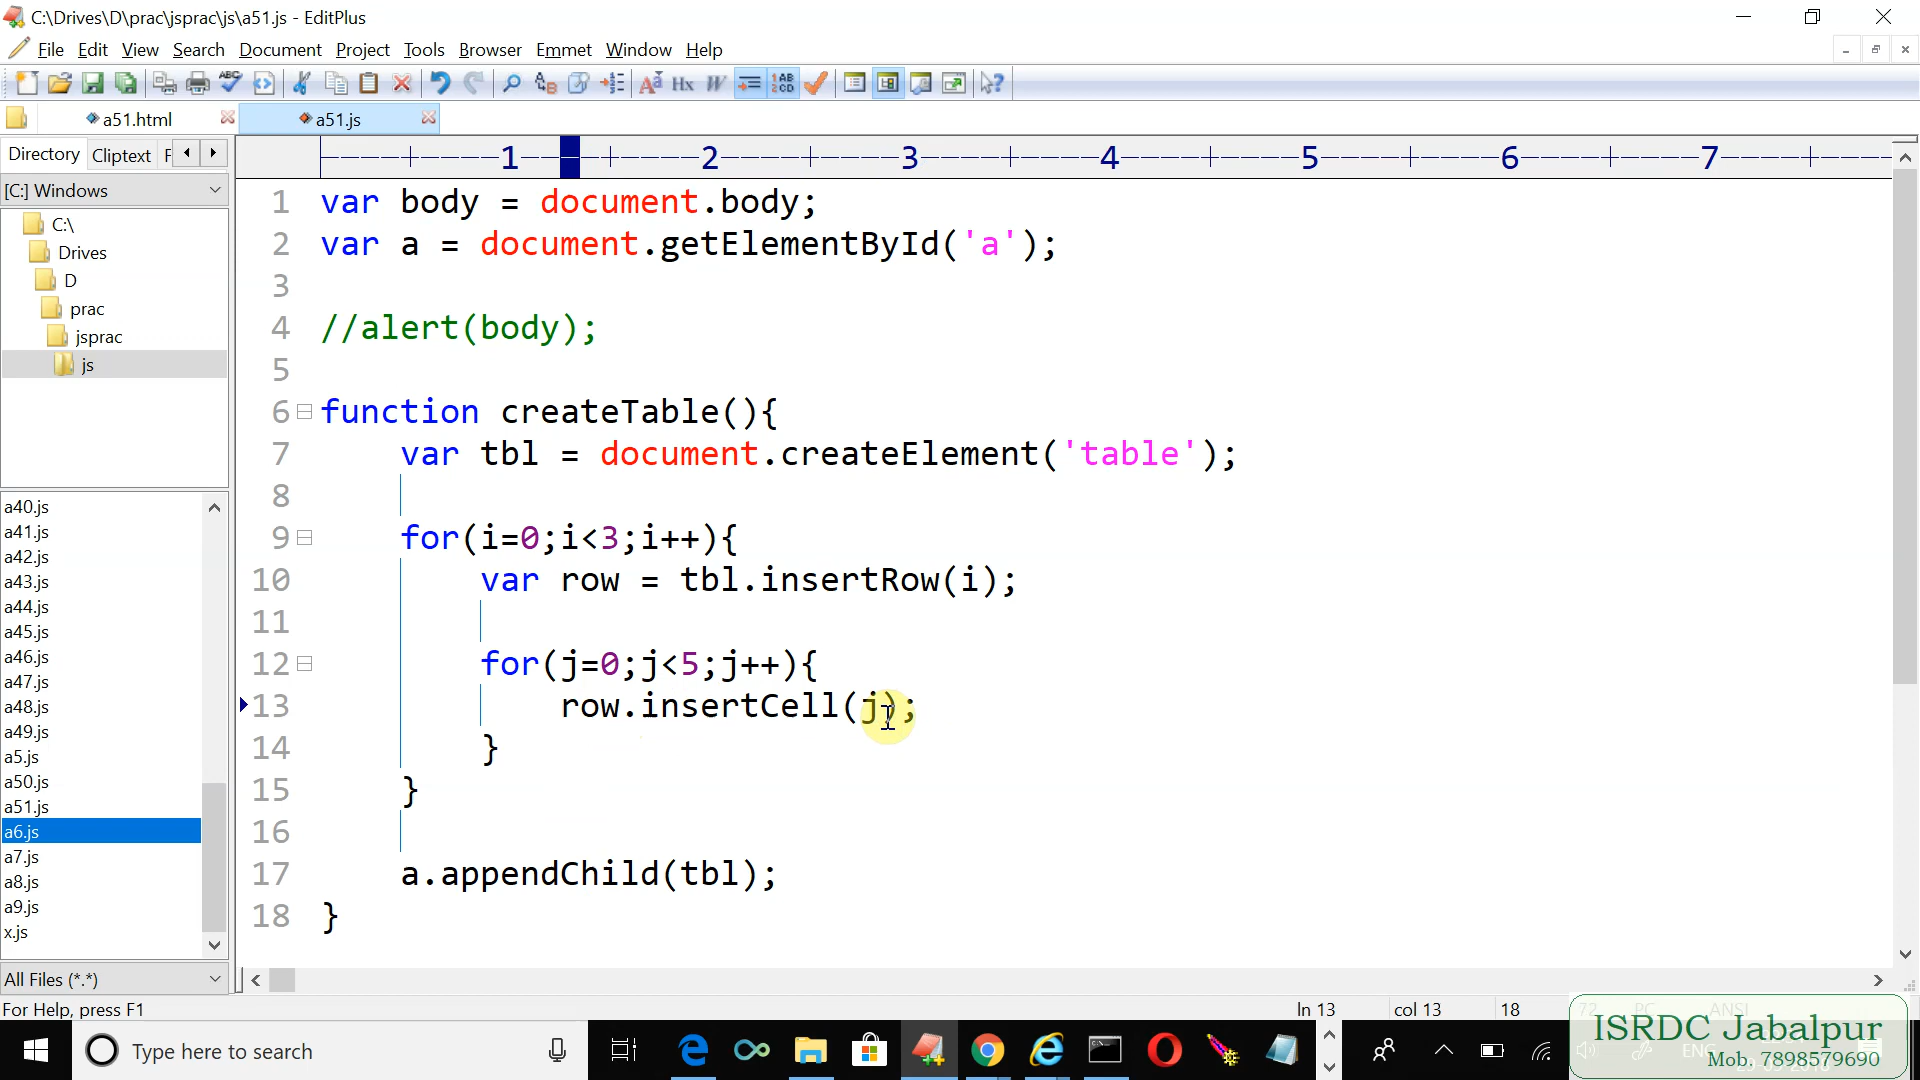 C:\Drives\D\prac\jsprac\js\a51.js - EditPlus
File Edit View Search Document Project Tools Browser Emmet Window Help
a51.html
a51.js
Directory Cliptext F
[C:] Windows
C:\
Drives
D
prac
jsprac
js
a40.js
a41.js
a42.js
a43.js
a44.js
a45.js
a46.js
a47.js
a48.js
a49.js
a5.js
a50.js
a51.js
a6.js
a7.js
a8.js
a9.js
x.js
All Files (*.*)
1 2 3 4 5 6 7
1 var body = document.body;
2 var a = document.getElementById('a');
3
4 //alert(body);
5
6 function createTable(){
7 var tbl = document.createElement('table');
8
9 for(i=0;i<3;i++){
10 var row = tbl.insertRow(i);
11
12 for(j=0;j<5;j++){
13 row.insertCell(j);
14 }
15 }
16
17 a.appendChild(tbl);
18 }
For Help, press F1
ln 13 col 13 18 72 PC ANSI
Type here to search
ENG
ISRDC Jabalpur
Mob. 7898579690